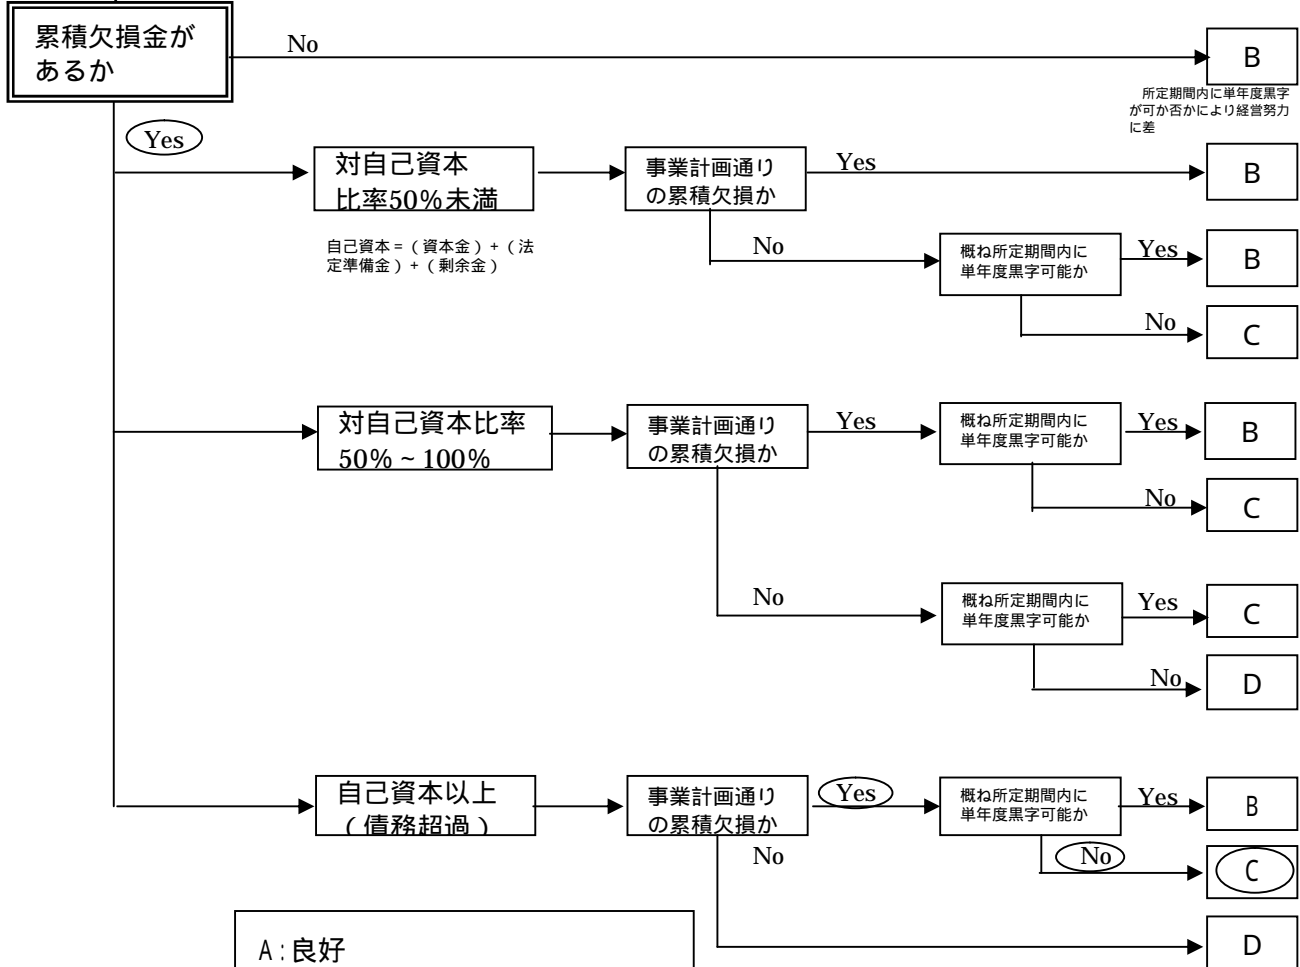 累積欠損金が
あるか
No
B
所定期間内に単年度黒字
が可か否かにより経営努力
に差
Yes
対自己資本
比率50%未満
事業計画通り
の累積欠損か
Yes
B
自己資本=(資本金)+(法
定準備金)+(剰余金)
No
概ね所定期間内に
単年度黒字可能か
Yes
B
No
C
対自己資本比率
50%~100%
事業計画通り
の累積欠損か
Yes
概ね所定期間内に
単年度黒字可能か
Yes
B
No
C
No
概ね所定期間内に
単年度黒字可能か
Yes
C
No
D
自己資本以上
(債務超過)
事業計画通り
の累積欠損か
Yes
概ね所定期間内に
単年度黒字可能か
Yes
B
No
No
C
D
A:良好